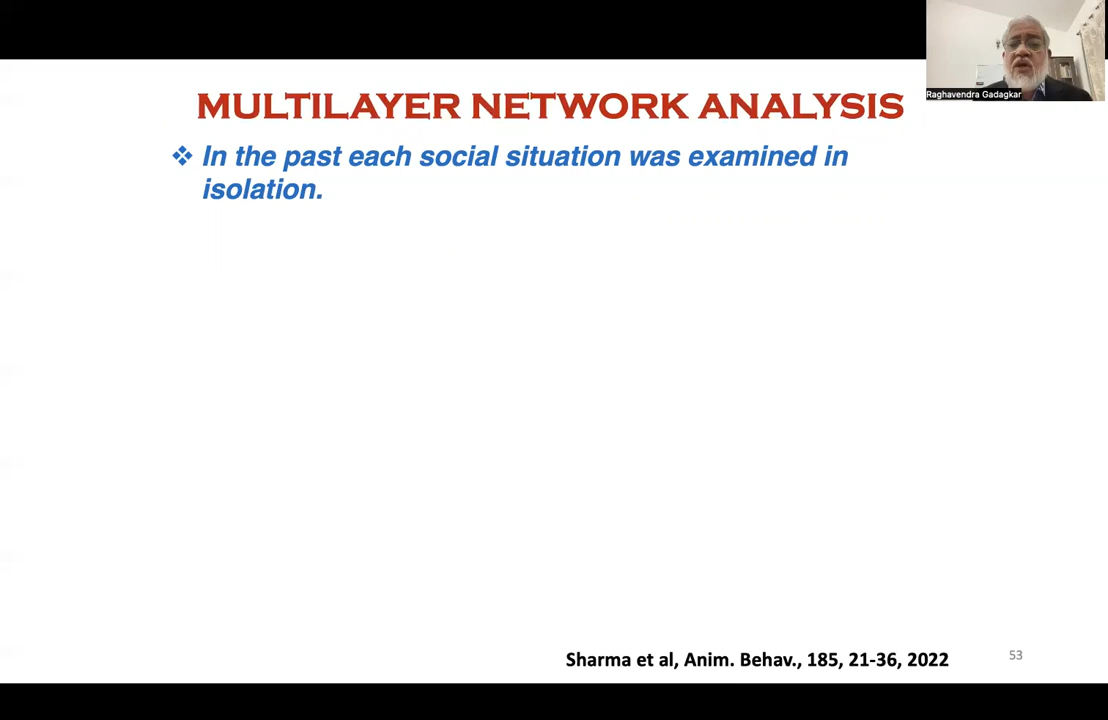 MULTILAYER NETWORK ANALYSIS
❖ In the past each social situation was examined in
isolation.
Raghavendra Gadagkar
Sharma et al, Anim. Behav., 185, 21-36, 2022
53